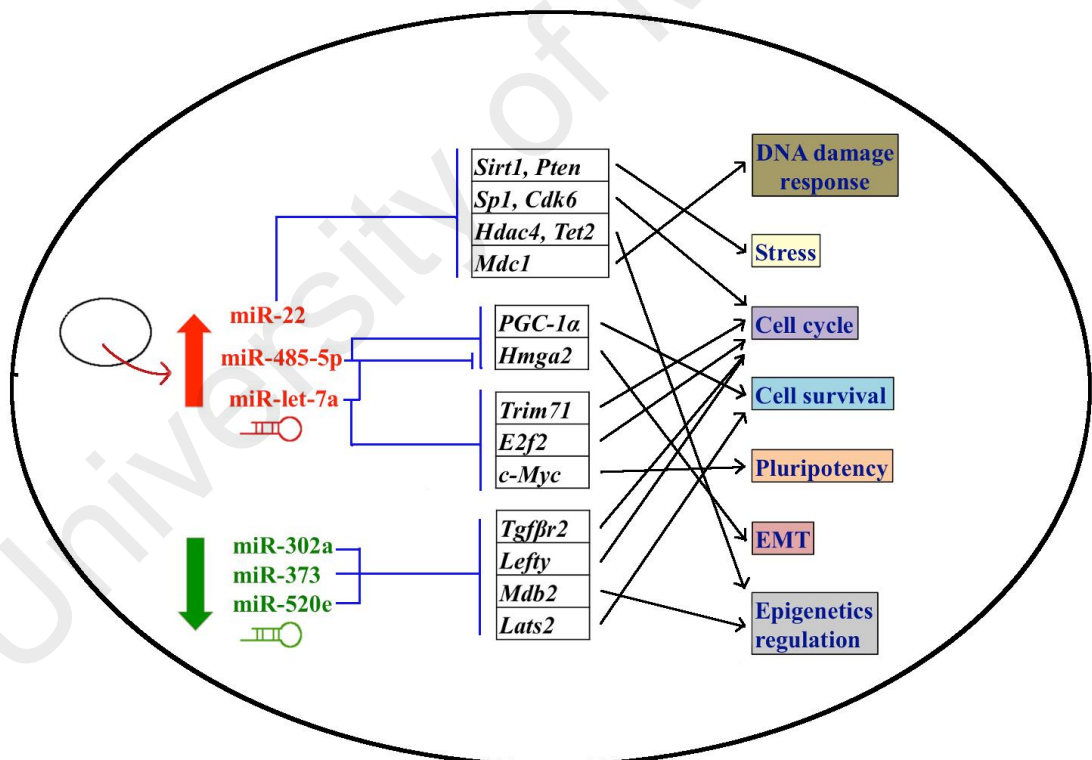 University of M
Sirt1, Pten
Sp1, Cdk6
Hdac4, Tet2
Mdc1
miR-22
miR-485-5p
miR-let-7a
PGC-1α
Hmga2
Trim71
E2f2
c-Myc
miR-302a
miR-373
miR-520e
Tgfβr2
Lefty
Mdb2
Lats2
DNA damage
response
Stress
Cell cycle
Cell survival
Pluripotency
EMT
Epigenetics
regulation